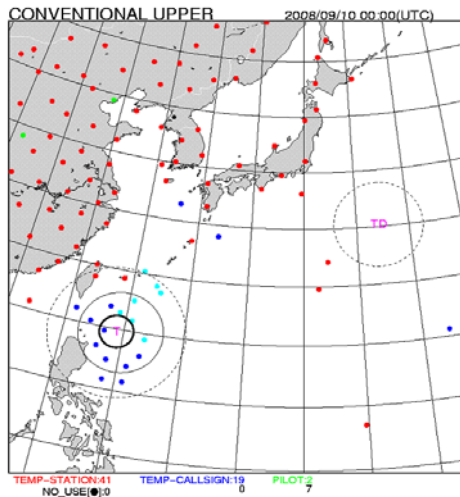 CONVENTIONAL UPPER 2008/09/10 00:00(UTC)
TD
T
TEMP-STATION:41 TEMP-CALLSIGN:19 PILOT:2
NO_USE[●]:0 0 7